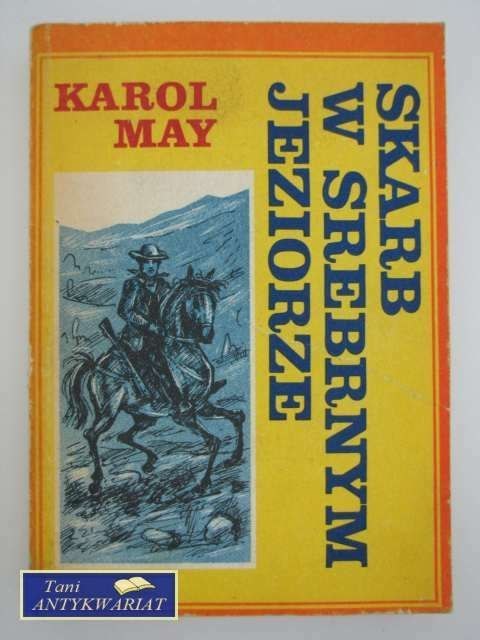 KAROL
MAY
SKARB
W SREBRNYM
JEZIORZE
Tani
ANTYKWARIAT